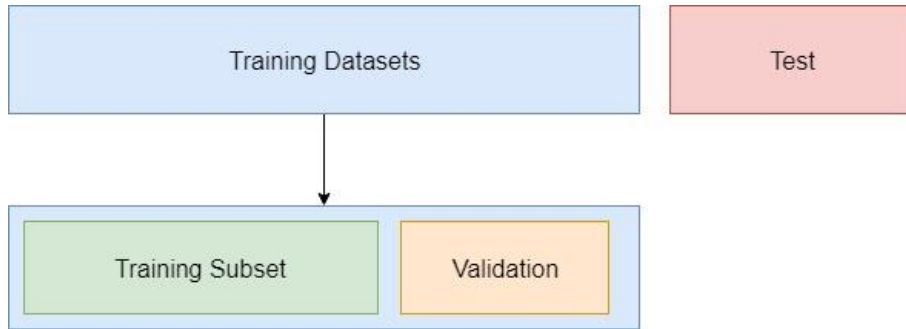 Training Datasets
Test
Training Subset
Validation